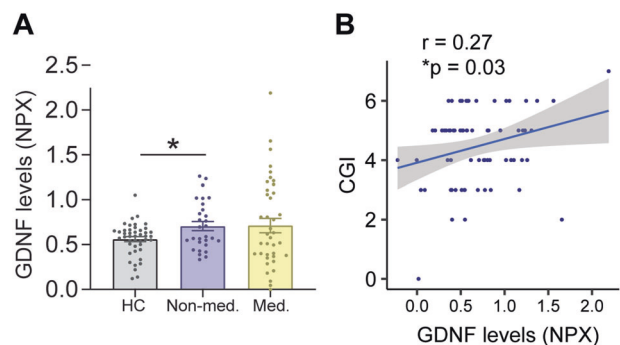 A
GDNF levels (NPX)
2.5
2.0
1.5
1.0
0.5
0.0
*
HC Non-med. Med.
B
r = 0.27
*p = 0.03
CGI
6
4
2
0
0.0 0.5 1.0 1.5 2.0
GDNF levels (NPX)